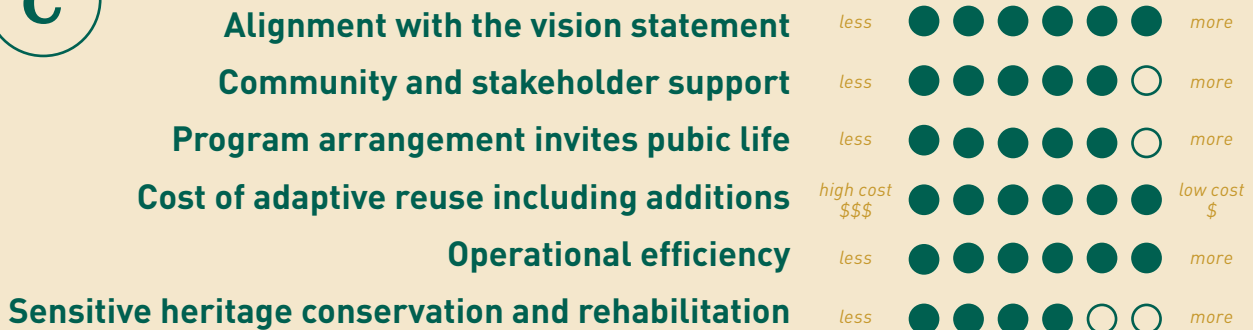 C
Alignment with the vision statement less more
Community and stakeholder support less more
Program arrangement invites pubic life less more
Cost of adaptive reuse including additions high cost $$$ low cost $
Operational efficiency less more
Sensitive heritage conservation and rehabilitation less more